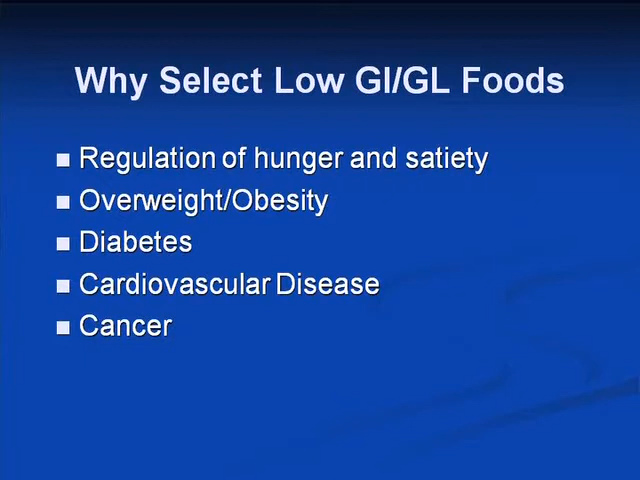 Why Select Low GI/GL Foods
Regulation of hunger and satiety
Overweight/Obesity
Diabetes
Cardiovascular Disease
Cancer